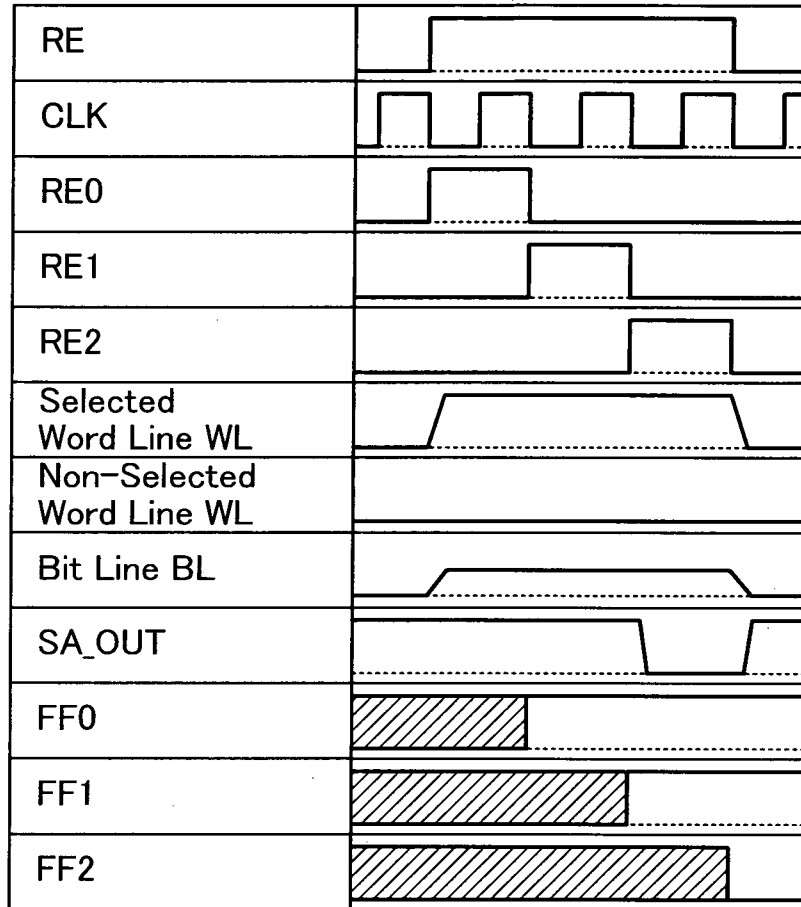 RE
CLK
RE0
RE1
RE2
Selected
Word Line WL
Non-Selected
Word Line WL
Bit Line BL
SA_OUT
FF0
FF1
FF2